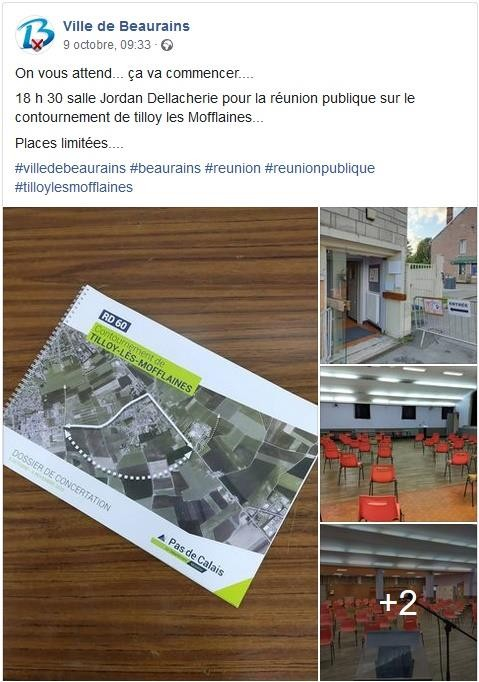 Ville de Beaurains
9 octobre, 09:33 ·
On vous attend... ça va commencer....
18 h 30 salle Jordan Dellacherie pour la réunion publique sur le
contournement de tilloy les Mofflaines...
Places limitées....
#villedebeaurains #beaurains #reunion #reunionpublique
#tilloylesmofflaines
RD 60
Contournement de
TILLOY-LÈS-MOFFLAINES
DOSSIER DE CONCERTATION
Pas de Calais
ENTRÉE
+2